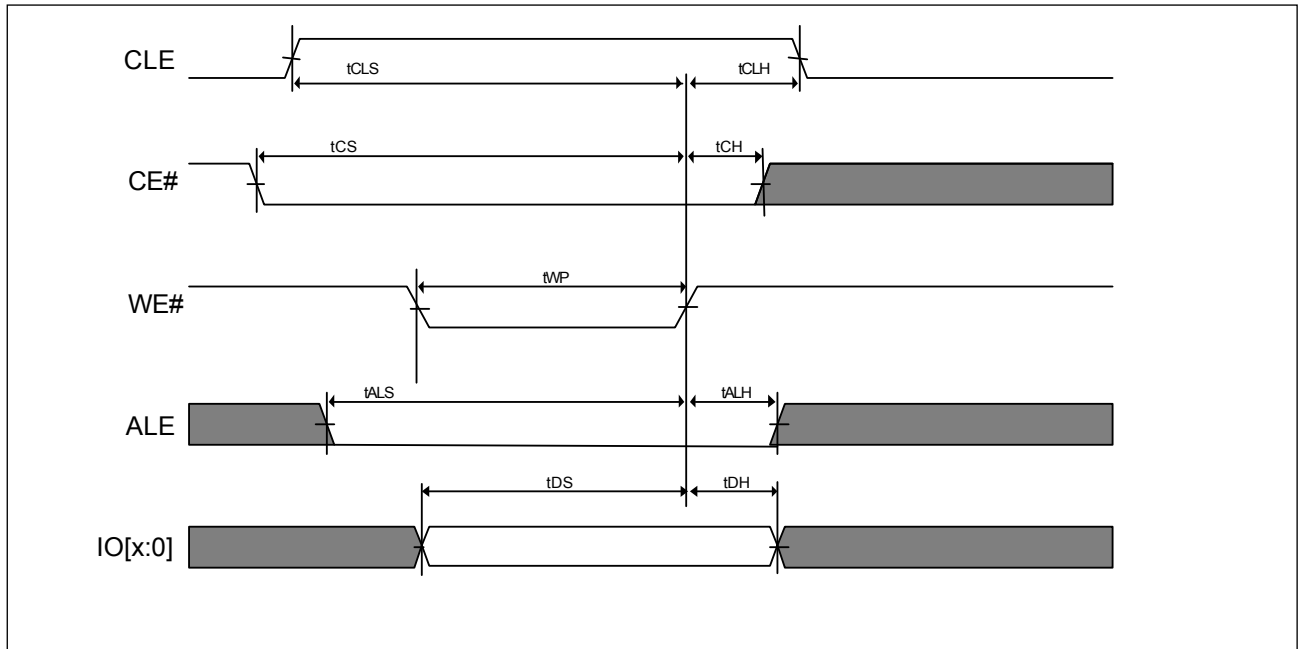 CLE
tCLS
tCLH
tCS
tCH
CE#
tWP
WE#
tALS
tALH
ALE
tDS
tDH
IO[x:0]